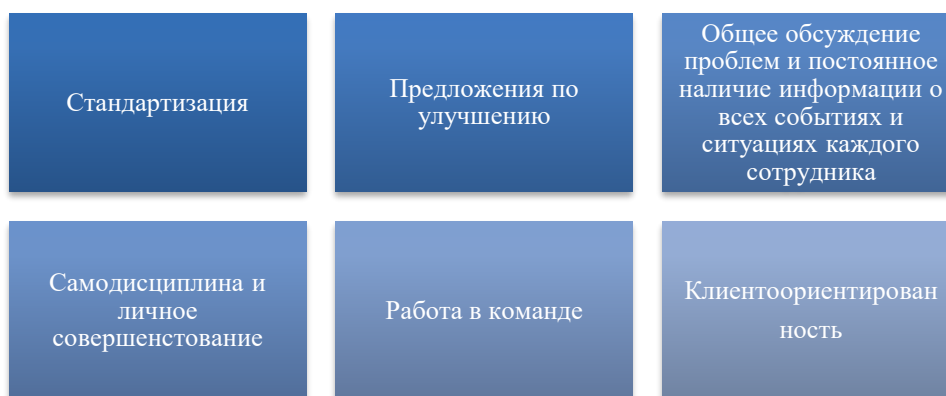 Стандартизация
Предложения по
улучшению
Общее обсуждение
проблем и постоянное
наличие информации о
всех событиях и
ситуациях каждого
сотрудника
Самодисциплина и
личное
совершенстование
Работа в команде
Клиентоориентирован
ность